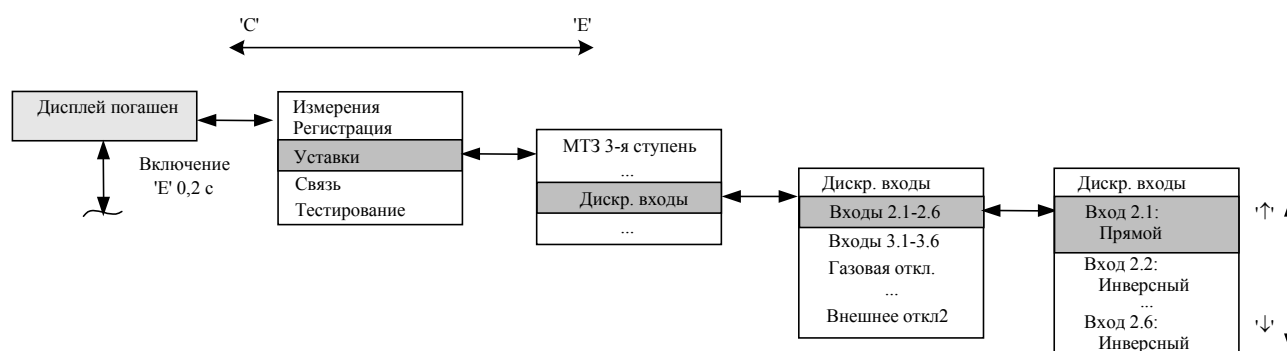 'С' 'Е'
Дисплей погашен
Включение
'Е' 0,2 с
Измерения
Регистрация
Уставки
Связь
Тестирование
МТЗ 3-я ступень
...
Дискр. входы
...
Дискр. входы
Входы 2.1-2.6
Входы 3.1-3.6
Газовая откл.
...
Внешнее откл2
Дискр. входы
Вход 2.1:
Прямой
Вход 2.2:
Инверсный
...
Вход 2.6:
Инверсный
'↑'
'↓'